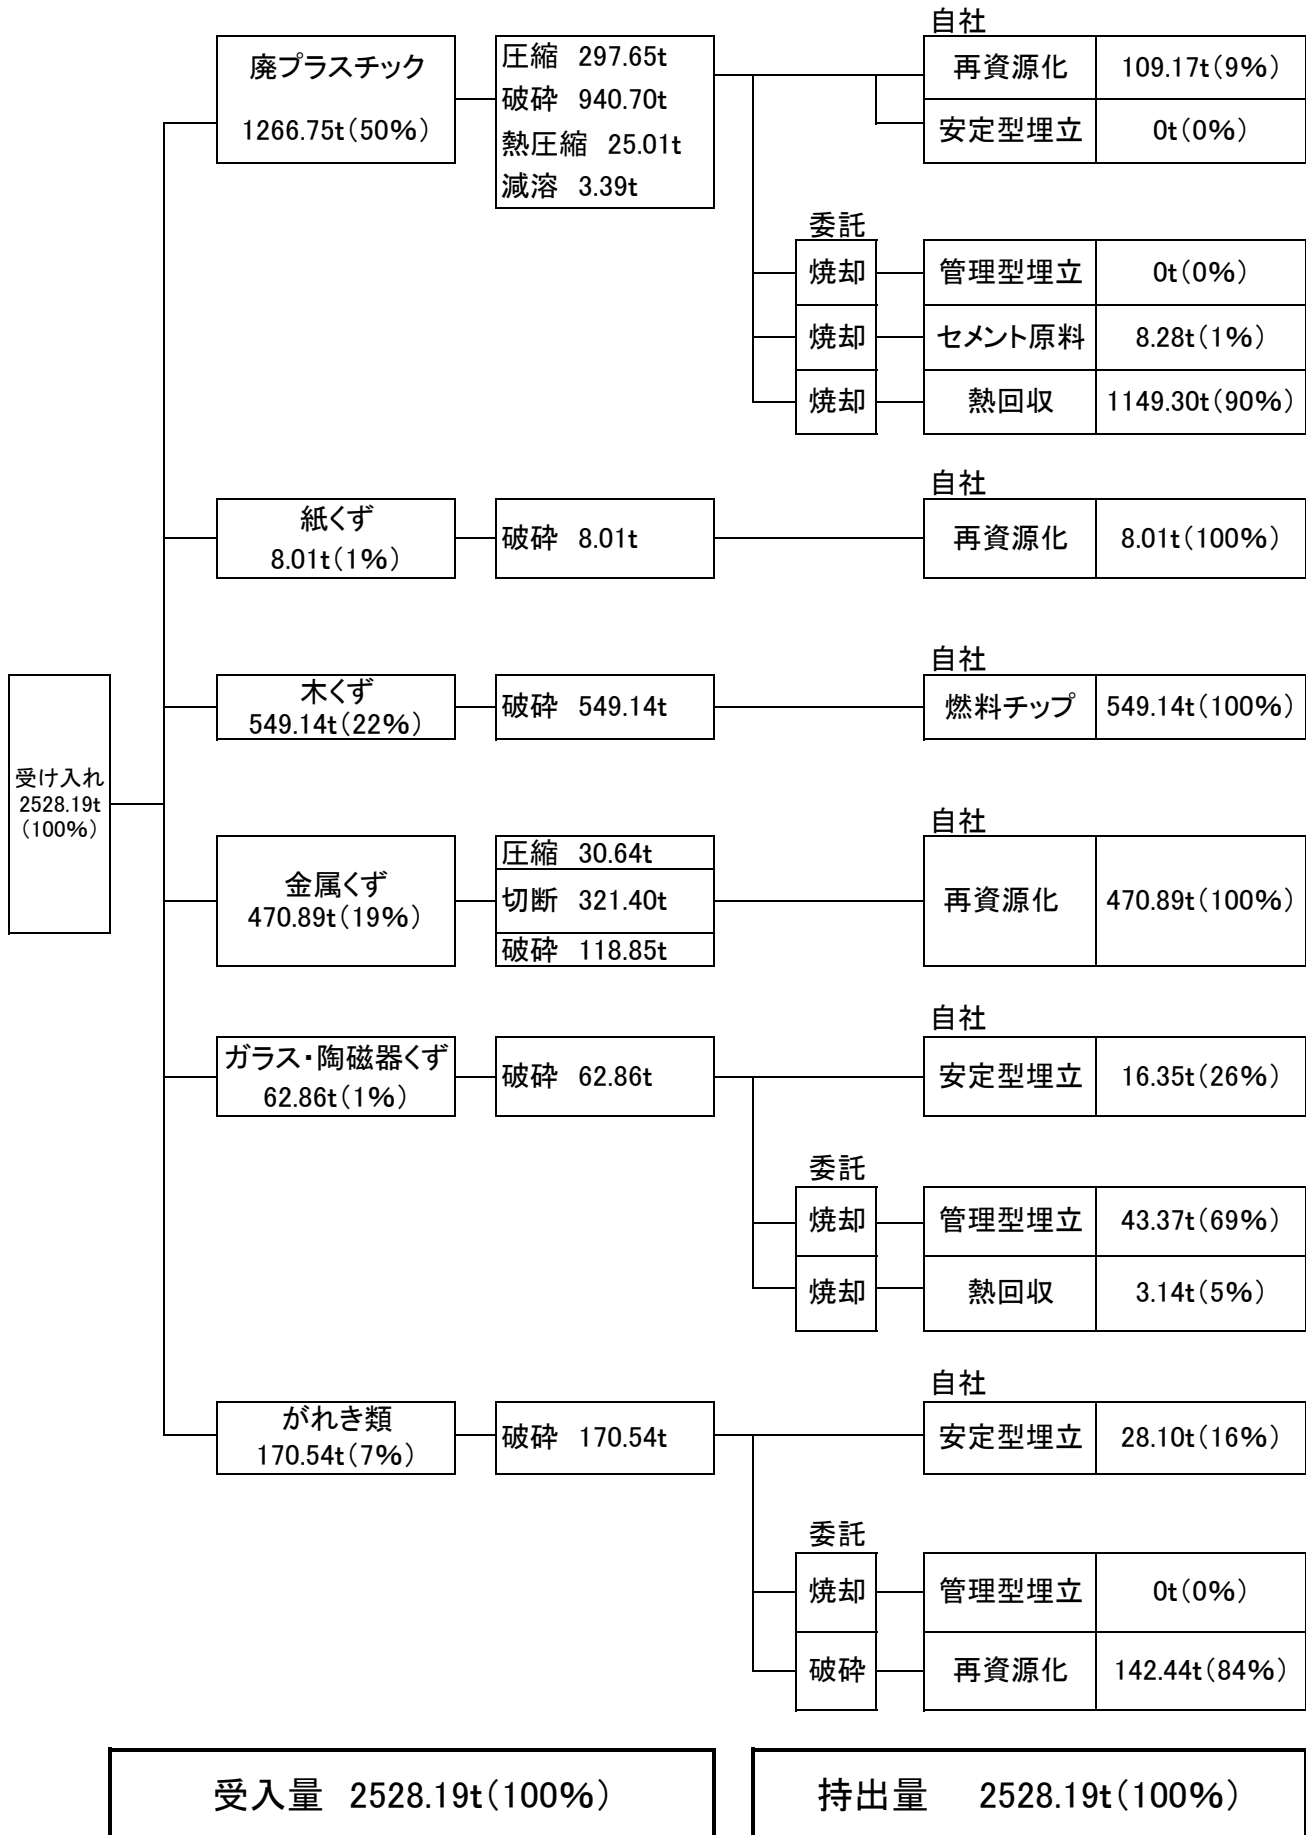 自社
廃プラスチック
1266.75t(50%)
圧縮 297.65t
破砕 940.70t
熱圧縮 25.01t
減溶 3.39t
再資源化 109.17t(9%)
安定型埋立 0t(0%)
委託
焼却 管理型埋立 0t(0%)
焼却 セメント原料 8.28t(1%)
焼却 熱回収 1149.30t(90%)
自社
紙くず
8.01t(1%)
破砕 8.01t
再資源化 8.01t(100%)
自社
木くず
549.14t(22%)
破砕 549.14t
燃料チップ 549.14t(100%)
受け入れ
2528.19t
(100%)
自社
金属くず
470.89t(19%)
圧縮 30.64t
切断 321.40t
破砕 118.85t
再資源化 470.89t(100%)
自社
ガラス・陶磁器くず
62.86t(1%)
破砕 62.86t
安定型埋立 16.35t(26%)
委託
焼却 管理型埋立 43.37t(69%)
焼却 熱回収 3.14t(5%)
自社
がれき類
170.54t(7%)
破砕 170.54t
安定型埋立 28.10t(16%)
委託
焼却 管理型埋立 0t(0%)
破砕 再資源化 142.44t(84%)
受入量 2528.19t(100%)
持出量 2528.19t(100%)